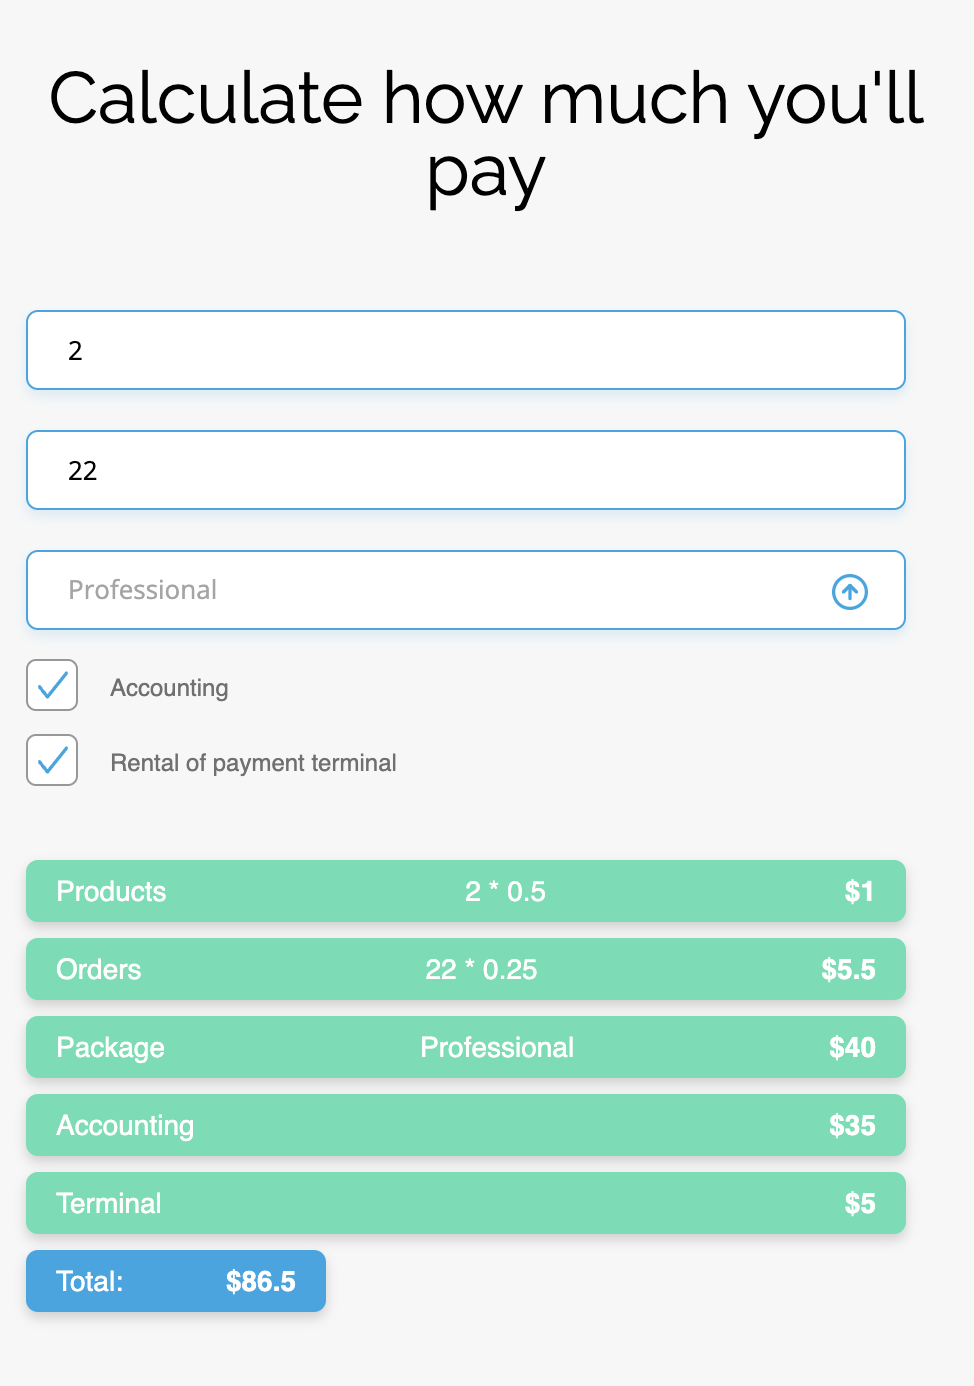 Calculate how much you'll
pay
2
22
Professional
Accounting
Rental of payment terminal
Products 2 * 0.5 $1
Orders 22 * 0.25 $5.5
Package Professional $40
Accounting $35
Terminal $5
Total: $86.5